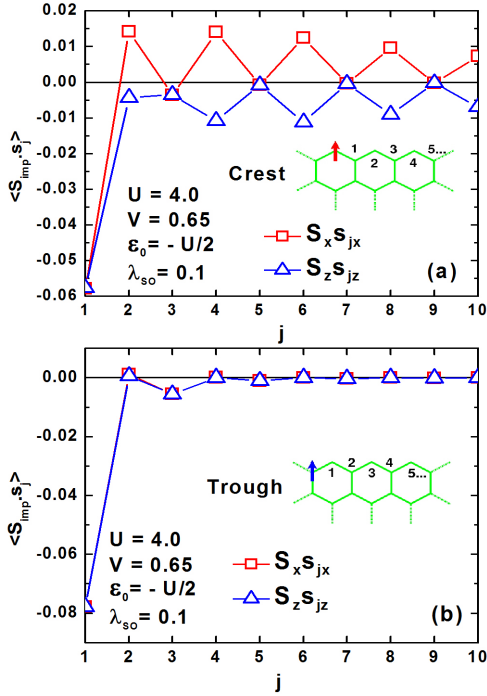 (a)
0.02
0.01
0.00
-0.01
-0.02
-0.03
-0.04
-0.05
-0.06
<S_imp.s_j>
1 3 5...
2 4
Crest
U = 4.0
V = 0.65
ε_0 = - U/2
λ_so = 0.1
S_x s_jx
S_z s_jz
(a)
1 2 3 4 5 6 7 8 9 10
j
0.00
-0.02
-0.04
-0.06
-0.08
<S_imp.s_j>
2 4
1 3 5...
Trough
U = 4.0
V = 0.65
ε_0 = - U/2
λ_so = 0.1
S_x s_jx
S_z s_jz
(b)
1 2 3 4 5 6 7 8 9 10
j